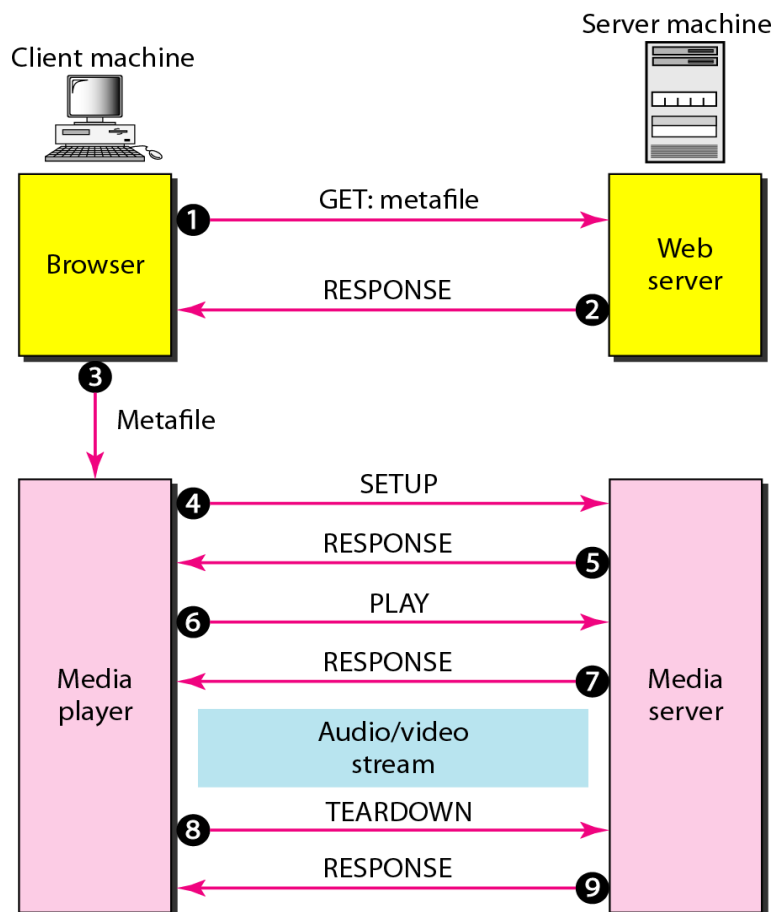 Server machine
Client machine
1
GET: metafile
Browser
Web
server
RESPONSE
2
3
Metafile
4
SETUP
RESPONSE
5
6
PLAY
RESPONSE
7
Media
player
Media
server
Audio/video
stream
8
TEARDOWN
RESPONSE
9